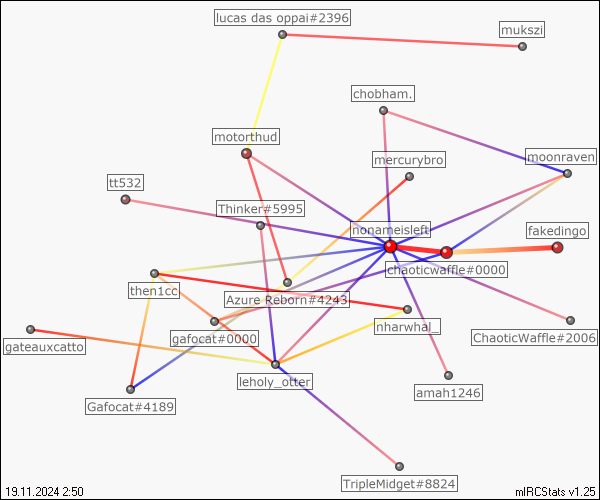 lucas das oppai#2396
mukszi
chobham.
motorthud
mercurybro
moonraven
tt532
Thinker#5995
nonameisleft
fakedingo
chaoticwaffle#0000
then1cc
Azure Reborn#4243
nharwhal_
gafocat#0000
ChaoticWaffle#2006
gateauxcatto
leholy_otter
amah1246
Gafocat#4189
TripleMidget#8824
19.11.2024 2:50
mIRCStats v1.25